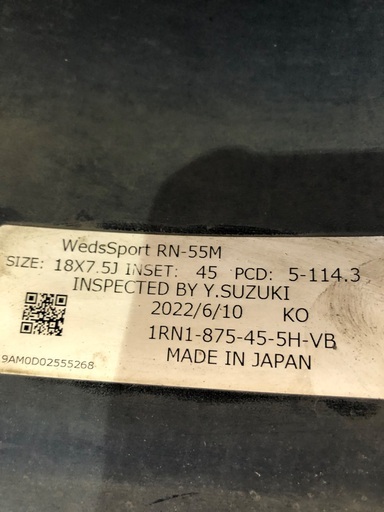 WedsSport RN-55M
SIZE: 18X7.5J INSET: 45 PCD: 5-114.3
INSPECTED BY Y.SUZUKI
2022/6/10 KO
1RN1-875-45-5H-VB
9AM0D02555268
MADE IN JAPAN